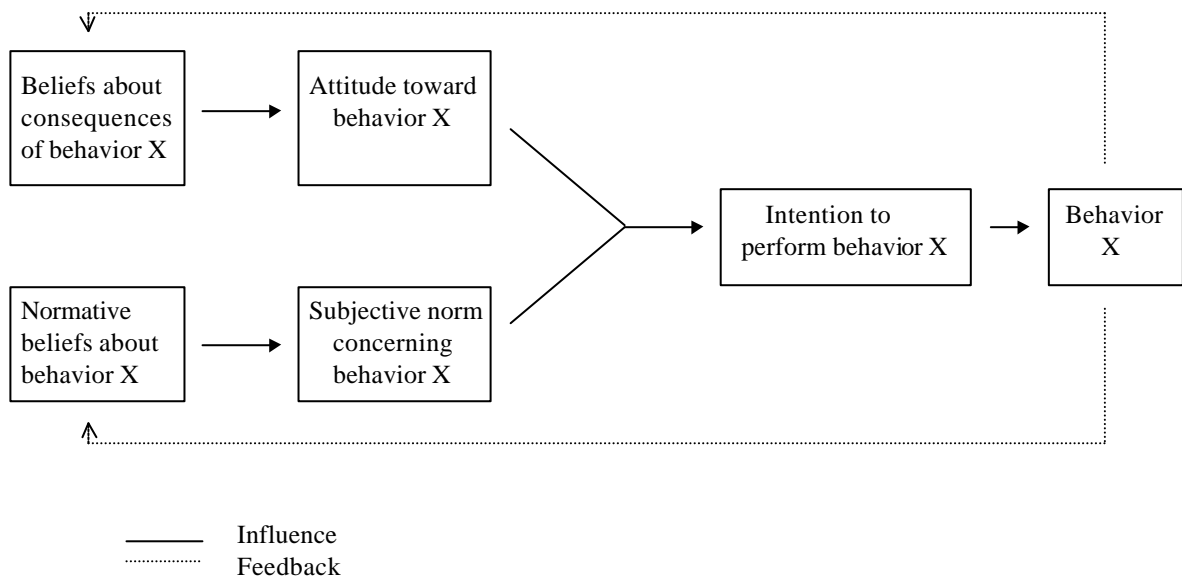 Beliefs about
consequences
of behavior X
Attitude toward
behavior X
Normative
beliefs about
behavior X
Subjective norm
concerning
behavior X
Intention to
perform behavior X
Behavior
X
Influence
Feedback